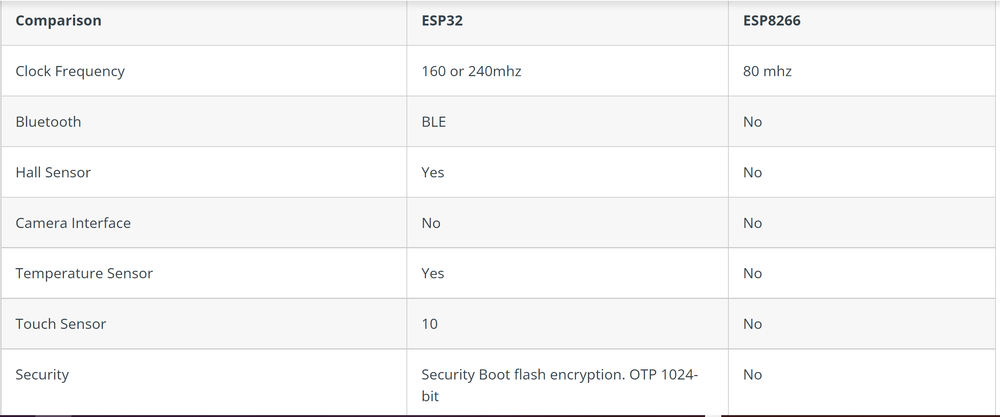 Comparison ESP32 ESP8266
Clock Frequency 160 or 240mhz 80 mhz
Bluetooth BLE No
Hall Sensor Yes No
Camera Interface No No
Temperature Sensor Yes No
Touch Sensor 10 No
Security Security Boot flash encryption. OTP 1024- No
bit